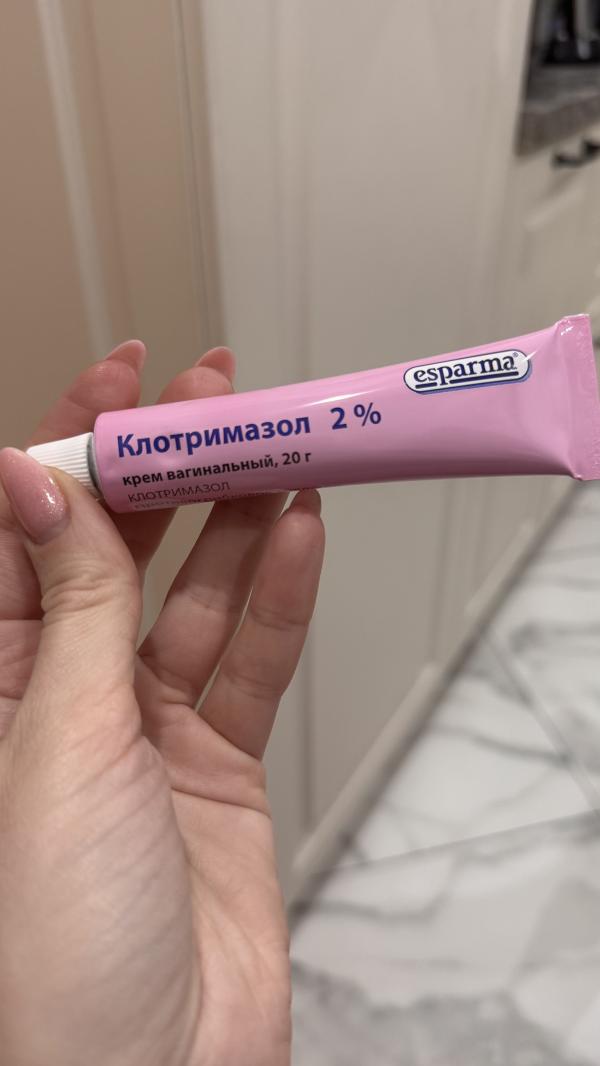 esparma®
Клотримазол 2%
крем вагинальный, 20 г
КЛОТРИМАЗОЛ